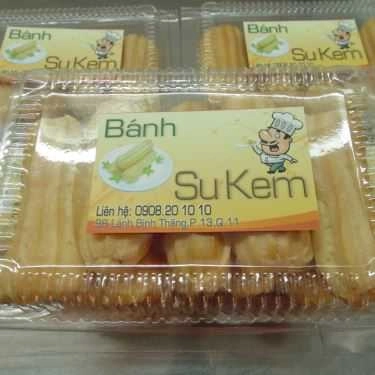 Bánh
Su Kem
Bánh
Su Kem
Bánh
Su Kem
Liên hệ: 0908.20 10 10
98 Lãnh Binh Thăng,P 13,Q 11